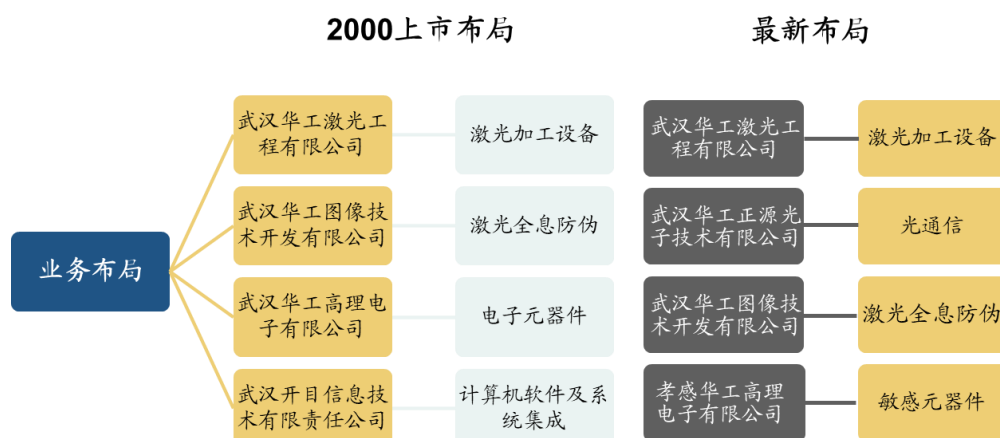 2000上市布局
最新布局
业务布局
武汉华工激光工
程有限公司
激光加工设备
武汉华工图像技
术开发有限公司
激光全息防伪
武汉华工高理电
子有限公司
电子元器件
武汉开目信息技
术有限责任公司
计算机软件及系
统集成
武汉华工激光工
程有限公司
激光加工设备
武汉华工正源光
子技术有限公司
光通信
武汉华工图像技
术开发有限公司
激光全息防伪
孝感华工高理
电子有限公司
敏感元器件